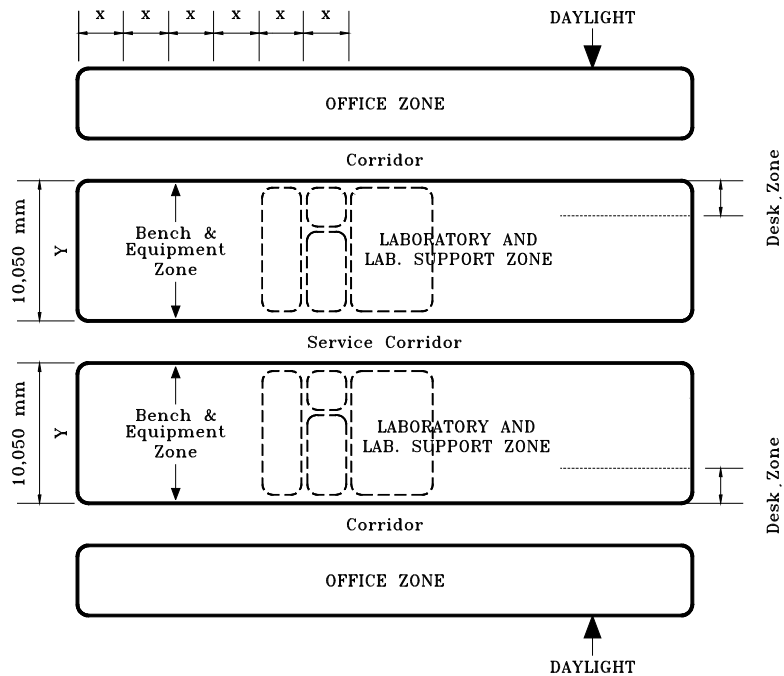 x x x x x x
DAYLIGHT
OFFICE ZONE
Corridor
Desk Zone
10,050 mm
Y
Bench &
Equipment
Zone
LABORATORY AND
LAB. SUPPORT ZONE
Service Corridor
10,050 mm
Y
Bench &
Equipment
Zone
LABORATORY AND
LAB. SUPPORT ZONE
Desk Zone
Corridor
OFFICE ZONE
DAYLIGHT